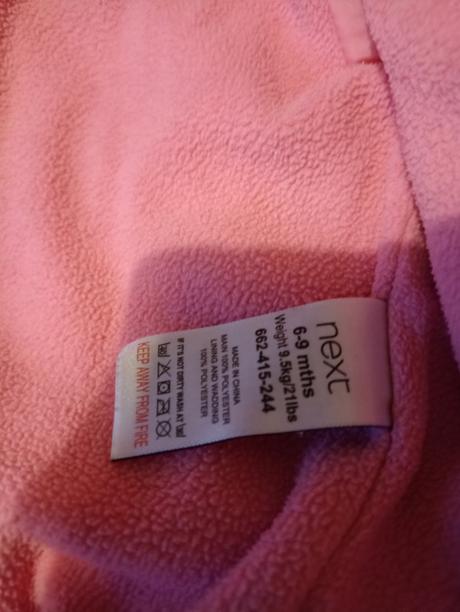 next
6-9 mths
Weight 9.5kg/21lbs
662-415-244
MADE IN CHINA
MAIN 100% POLYESTER
LINING AND WADDING
100% POLYESTER
IF IT'S NOT DIRTY WASH AT
KEEP AWAY FROM FIRE